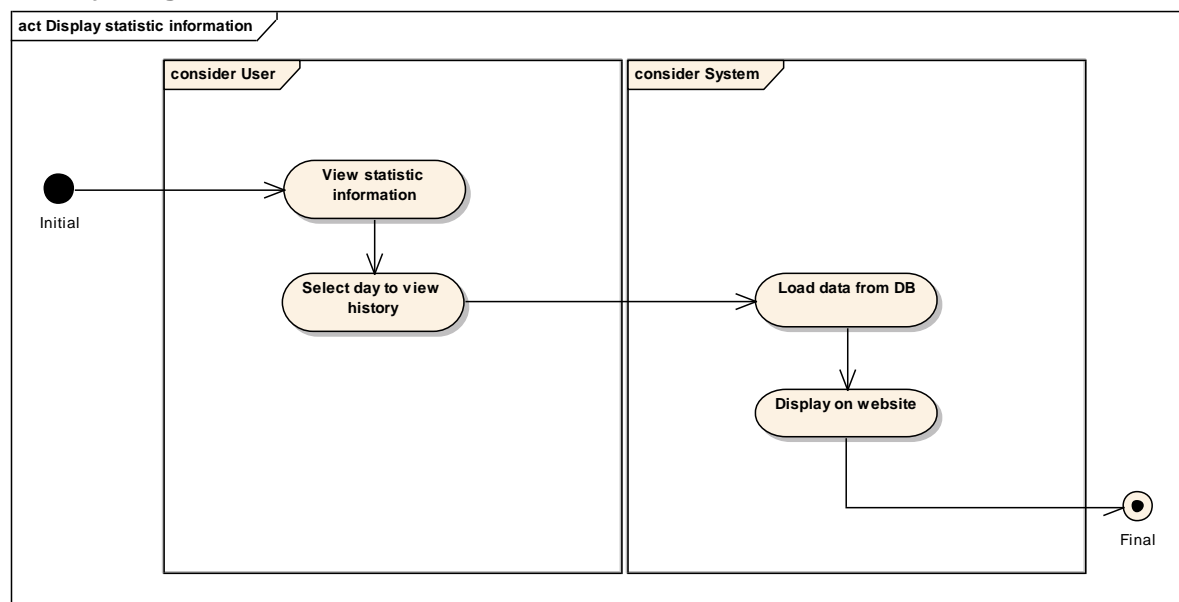 act Display statistic information
consider User
consider System
View statistic
information
Initial
Select day to view
history
Load data from DB
Display on website
Final